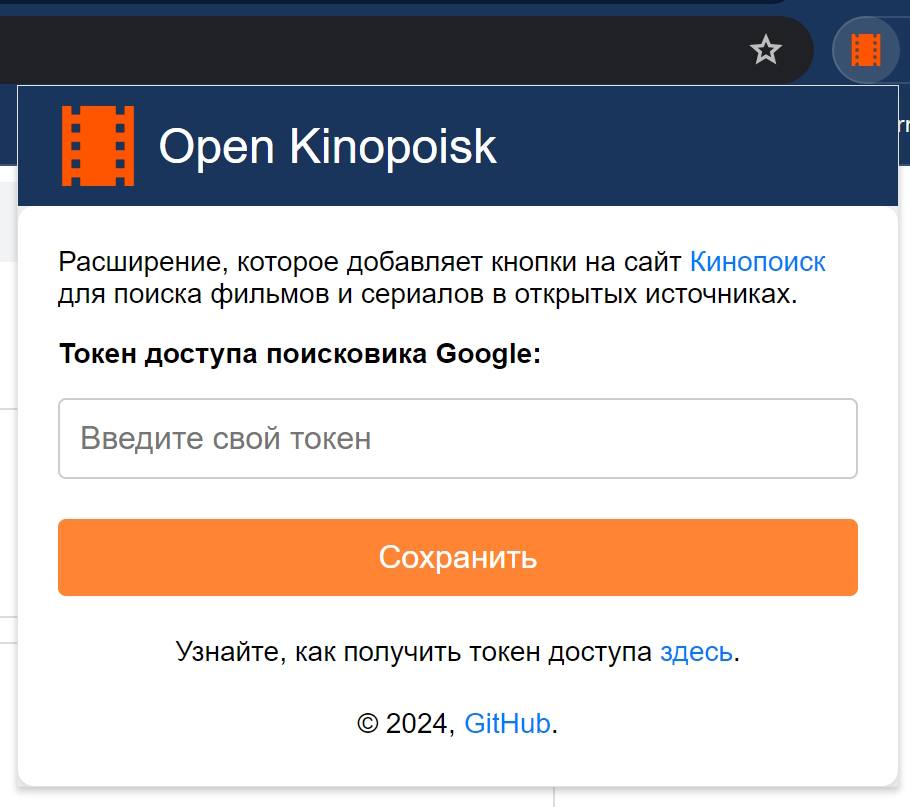 Open Kinopoisk
Расширение, которое добавляет кнопки на сайт Кинопоиск
для поиска фильмов и сериалов в открытых источниках.
Токен доступа поисковика Google:
Введите свой токен
Сохранить
Узнайте, как получить токен доступа здесь.
© 2024, GitHub.